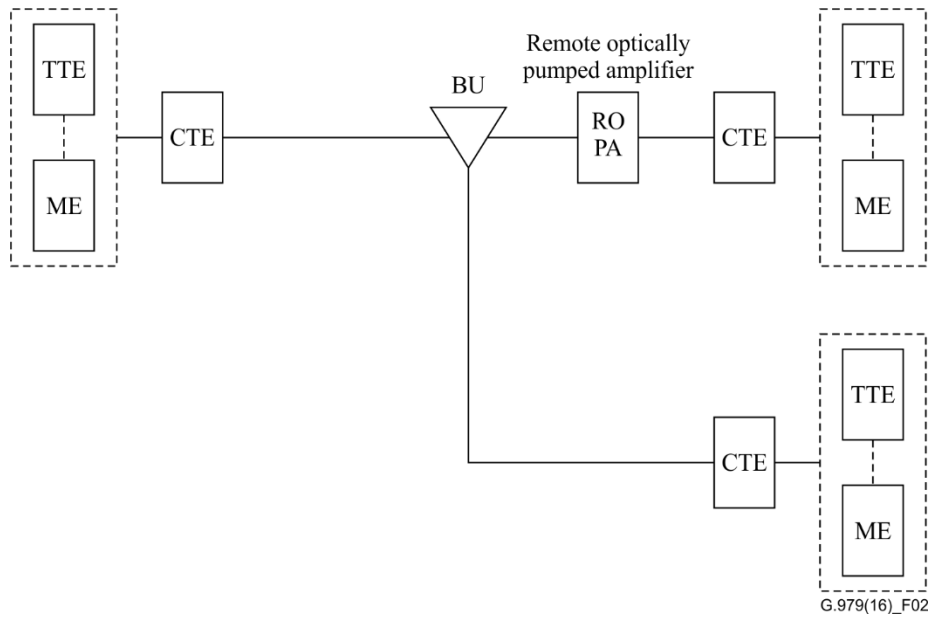 TTE
ME
CTE
BU
Remote optically
pumped amplifier
RO
PA
CTE
TTE
ME
CTE
TTE
ME
G.979(16)_F02